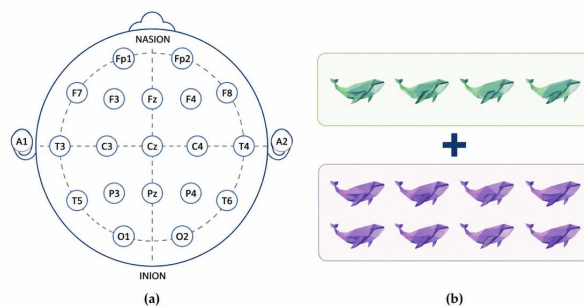 NASION
Fp1 Fp2
F7 F3 Fz F4 F8
A1 T3 C3 Cz C4 T4 A2
T5 P3 Pz P4 T6
O1 O2
INION
(a)
+
(b)